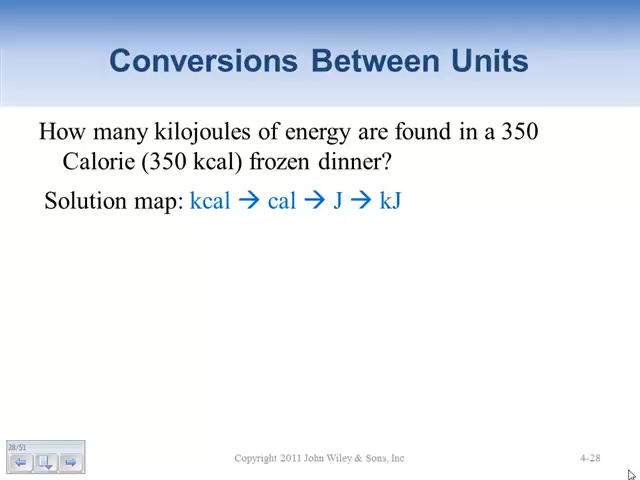 Conversions Between Units
How many kilojoules of energy are found in a 350
Calorie (350 kcal) frozen dinner?
Solution map: kcal → cal → J → kJ
28/51
Copyright 2011 John Wiley & Sons, Inc
4-28